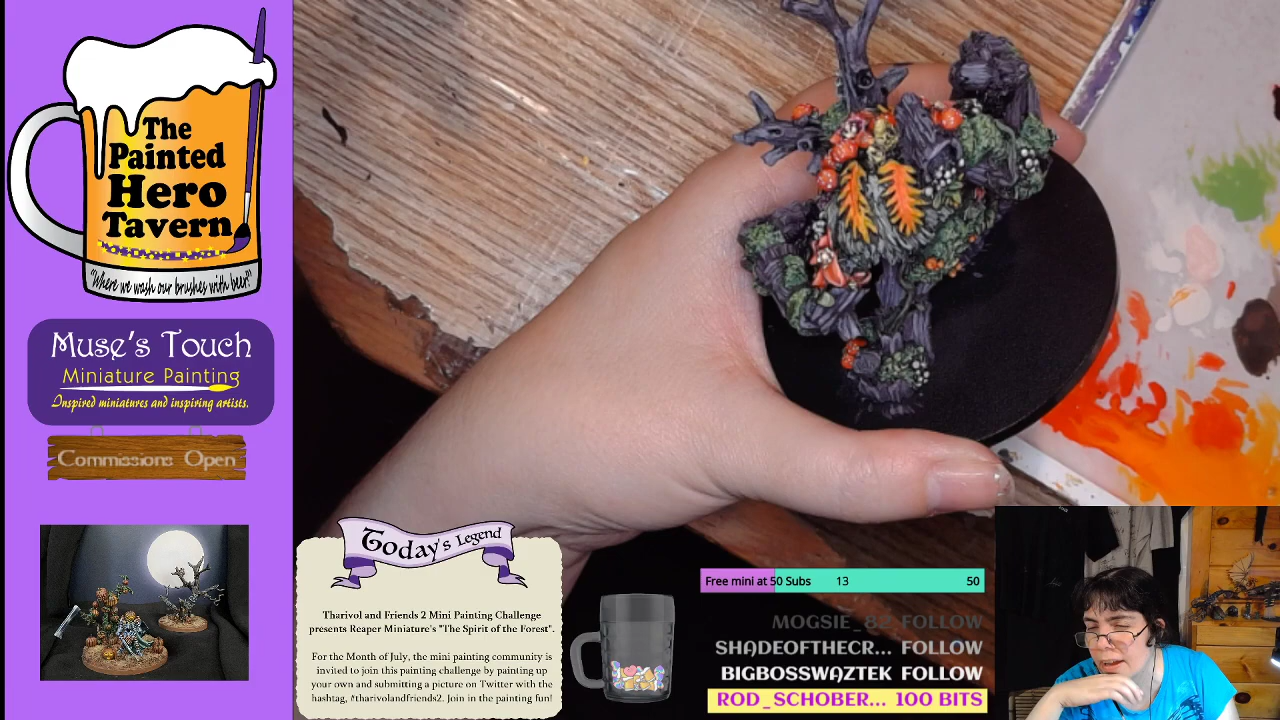 The
Painted
Hero
Tavern
"Where we wash our brushes with beer!"
Muse's Touch
Miniature Painting
Inspired miniatures and inspiring artists.
Commissions Open
Today's Legend
Tharivol and Friends 2 Mini Painting Challenge
presents Reaper Miniature's "The Spirit of the Forest".
For the Month of July, the mini painting community is
invited to join this painting challenge by painting up
your own and submitting a picture on Twitter with the
hashtag, #tharivolandfriends2. Join in the painting fun!
Free mini at 50 Subs 13 50
MOGSIE_82 FOLLOW
SHADEOFTHECR... FOLLOW
BIGBOSSWAZTEK FOLLOW
ROD_SCHOBER... 100 BITS